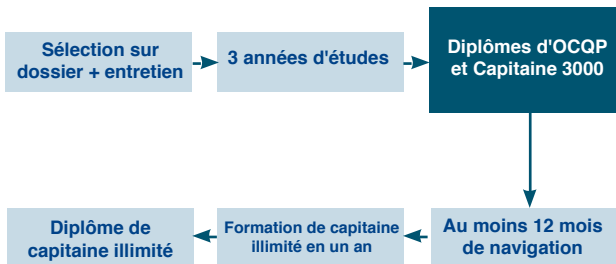 Sélection sur
dossier + entretien
3 années d'études
Diplômes d'OCQP
et Capitaine 3000
Au moins 12 mois
de navigation
Formation de capitaine
illimité en un an
Diplôme de
capitaine illimité